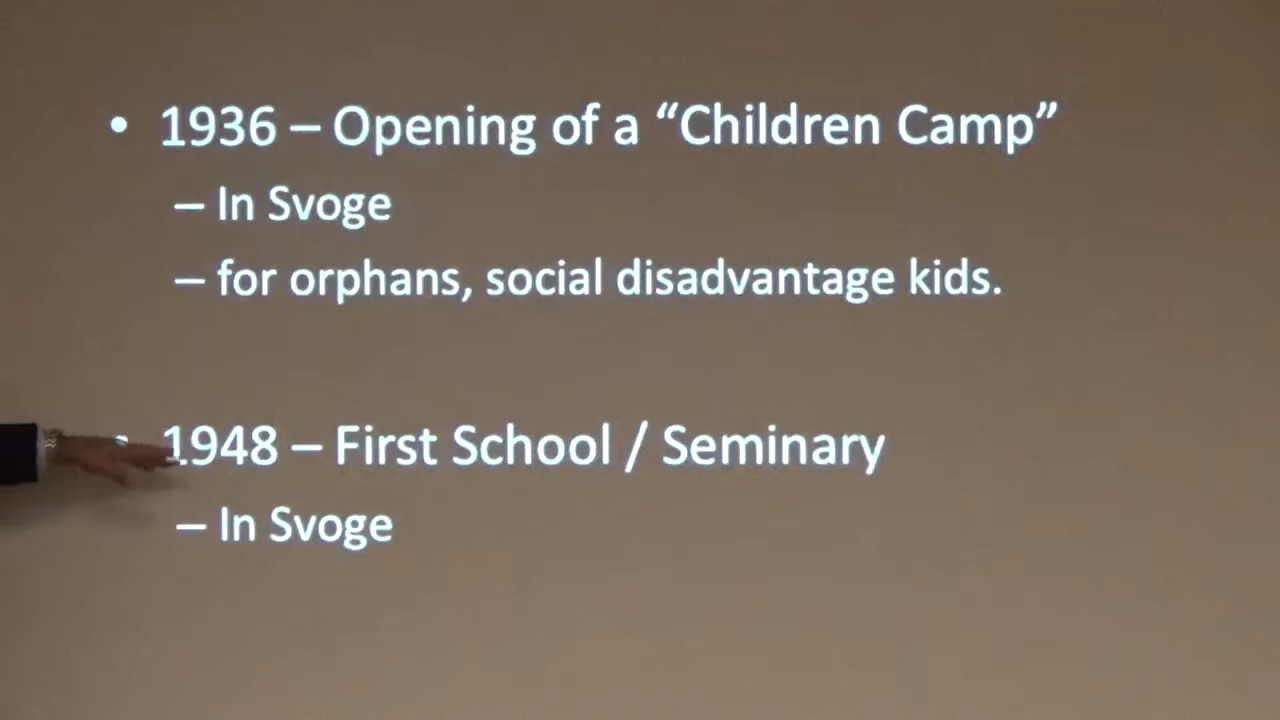 • 1936 – Opening of a “Children Camp”
– In Svoge
– for orphans, social disadvantage kids.
• 1948 – First School / Seminary
– In Svoge